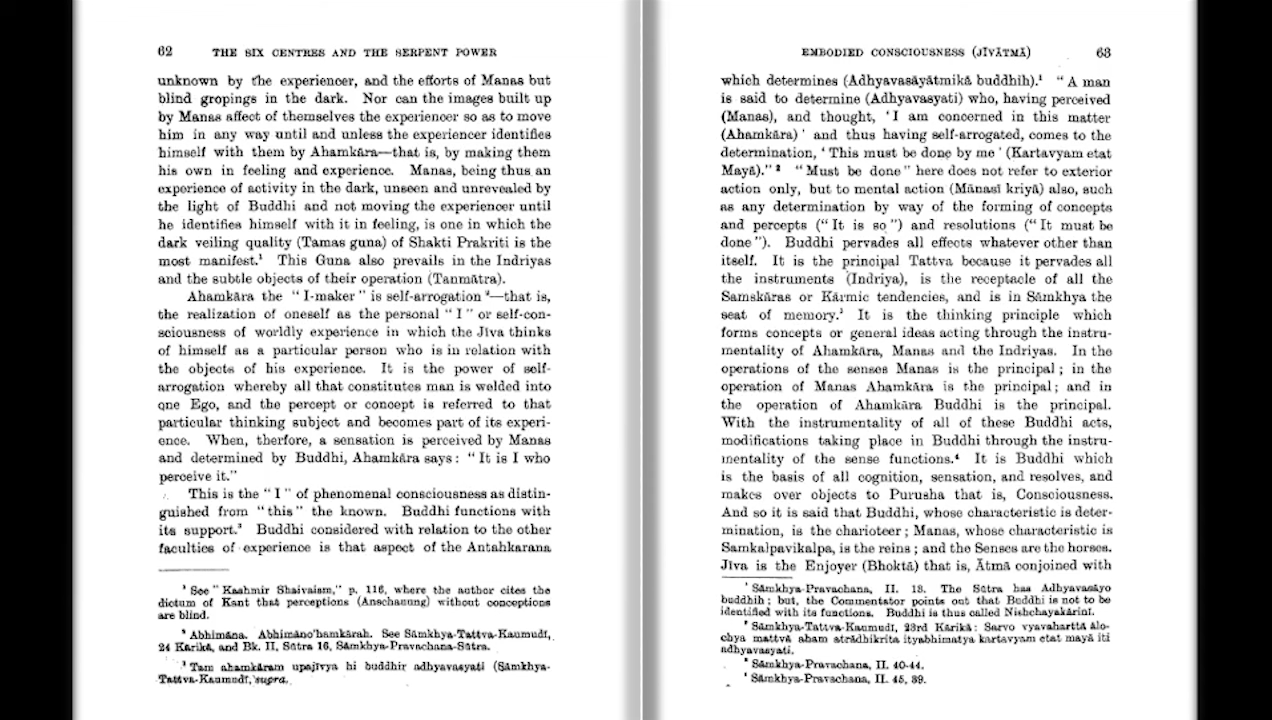 62 THE SIX CENTRES AND THE SERPENT POWER
unknown by the experiencer, and the efforts of Manas but
blind gropings in the dark. Nor can the images built up
by Manas affect of themselves the experiencer so as to move
him in any way until and unless the experiencer identifies
himself with them by Ahamkāra—that is, by making them
his own in feeling and experience. Manas, being thus an
experience of activity in the dark, unseen and unrevealed by
the light of Buddhi and not moving the experiencer until
he identifies himself with it in feeling, is one in which the
dark veiling quality (Tamas guna) of Shakti Prakriti is the
most manifest.¹ This Guna also prevails in the Indriyas
and the subtle objects of their operation (Tanmātra).
Ahamkāra the "I-maker" is self-arrogation ²—that is,
the realization of oneself as the personal "I" or self-con-
sciousness of worldly experience in which the Jīva thinks
of himself as a particular person who is in relation with
the objects of his experience. It is the power of self-
arrogation whereby all that constitutes man is welded into
one Ego, and the percept or concept is referred to that
particular thinking subject and becomes part of its experi-
ence. When, therfore, a sensation is perceived by Manas
and determined by Buddhi, Ahamkāra says: "It is I who
perceive it."
This is the "I" of phenomenal consciousness as distin-
guished from "this" the known. Buddhi functions with
its support.³ Buddhi considered with relation to the other
faculties of experience is that aspect of the Antahkarana
¹ See "Kashmir Shaivaism," p. 116, where the author cites the
dictum of Kant that perceptions (Anschauung) without conceptions
are blind.
² Abhimāna. Abhimāno'hamkārah. See Sāmkhya-Tattva-Kaumudī,
24 Kārikā, and Bk. II, Sūtra 16, Sāmkhya-Pravachana-Sūtra.
³ Tam ahamkāram upajīvya hi buddhir adhyavasyati (Sāmkhya-
Tattva-Kaumudī, supra.
EMBODIED CONSCIOUSNESS (JĪVĀTMĀ) 63
which determines (Adhyavasāyātmikā buddhih).¹ "A man
is said to determine (Adhyavasyati) who, having perceived
(Manas), and thought, 'I am concerned in this matter
(Ahamkāra)' and thus having self-arrogated, comes to the
determination, 'This must be done by me' (Kartavyam etat
Mayā)." ² "Must be done" here does not refer to exterior
action only, but to mental action (Mānasī kriyā) also, such
as any determination by way of the forming of concepts
and percepts ("It is so") and resolutions ("It must be
done"). Buddhi pervades all effects whatever other than
itself. It is the principal Tattva because it pervades all
the instruments (Indriya), is the receptacle of all the
Samskāras or Kārmic tendencies, and is in Sāmkhya the
seat of memory.³ It is the thinking principle which
forms concepts or general ideas acting through the instru-
mentality of Ahamkāra, Manas and the Indriyas. In the
operations of the senses Manas is the principal; in the
operation of Manas Ahamkāra is the principal; and in
the operation of Ahamkāra Buddhi is the principal.
With the instrumentality of all of these Buddhi acts,
modifications taking place in Buddhi through the instru-
mentality of the sense functions.⁴ It is Buddhi which
is the basis of all cognition, sensation, and resolves, and
makes over objects to Purusha that is, Consciousness.
And so it is said that Buddhi, whose characteristic is deter-
mination, is the charioteer; Manas, whose characteristic is
Samkalpavikalpa, is the reins; and the Senses are the horses.
Jīva is the Enjoyer (Bhoktā) that is, Ātmā conjoined with
¹ Sāmkhya-Pravachana, II. 13. The Sūtra has Adhyavasāyo
buddhih; but, the Commentator points out that Buddhi is not to be
identified with its functions. Buddhi is thus called Nishchayakārinī.
² Sāmkhya-Tattva-Kaumudī, 23rd Kārikā: Sarvo vyavaharttā ālo-
chya mattvā aham atrādhikrita ityabhimatya kartavyam etat mayā iti
adhyavasyati.
³ Sāmkhya-Pravachana, II. 40-44.
⁴ Sāmkhya-Pravachana, II. 45, 39.